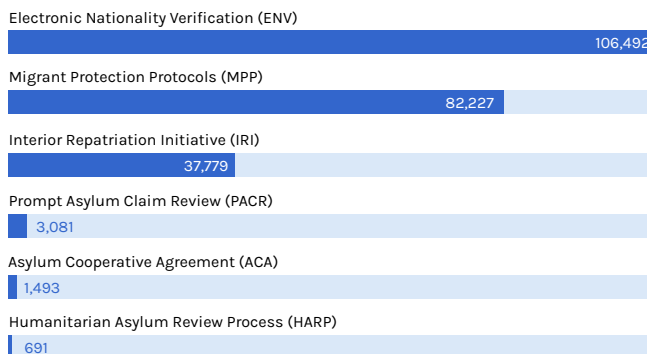 Electronic Nationality Verification (ENV)
106,492
Migrant Protection Protocols (MPP)
82,227
Interior Repatriation Initiative (IRI)
37,779
Prompt Asylum Claim Review (PACR)
3,081
Asylum Cooperative Agreement (ACA)
1,493
Humanitarian Asylum Review Process (HARP)
691